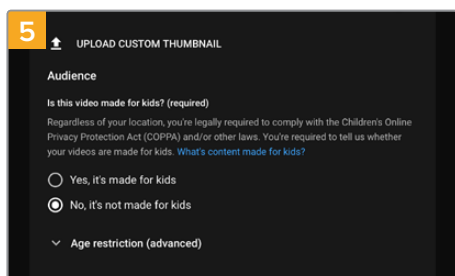 5
UPLOAD CUSTOM THUMBNAIL
Audience
Is this video made for kids? (required)
Regardless of your location, you're legally required to comply with the Children's Online
Privacy Protection Act (COPPA) and/or other laws. You're required to tell us whether
your videos are made for kids. What's content made for kids?
Yes, it's made for kids
No, it's not made for kids
Age restriction (advanced)